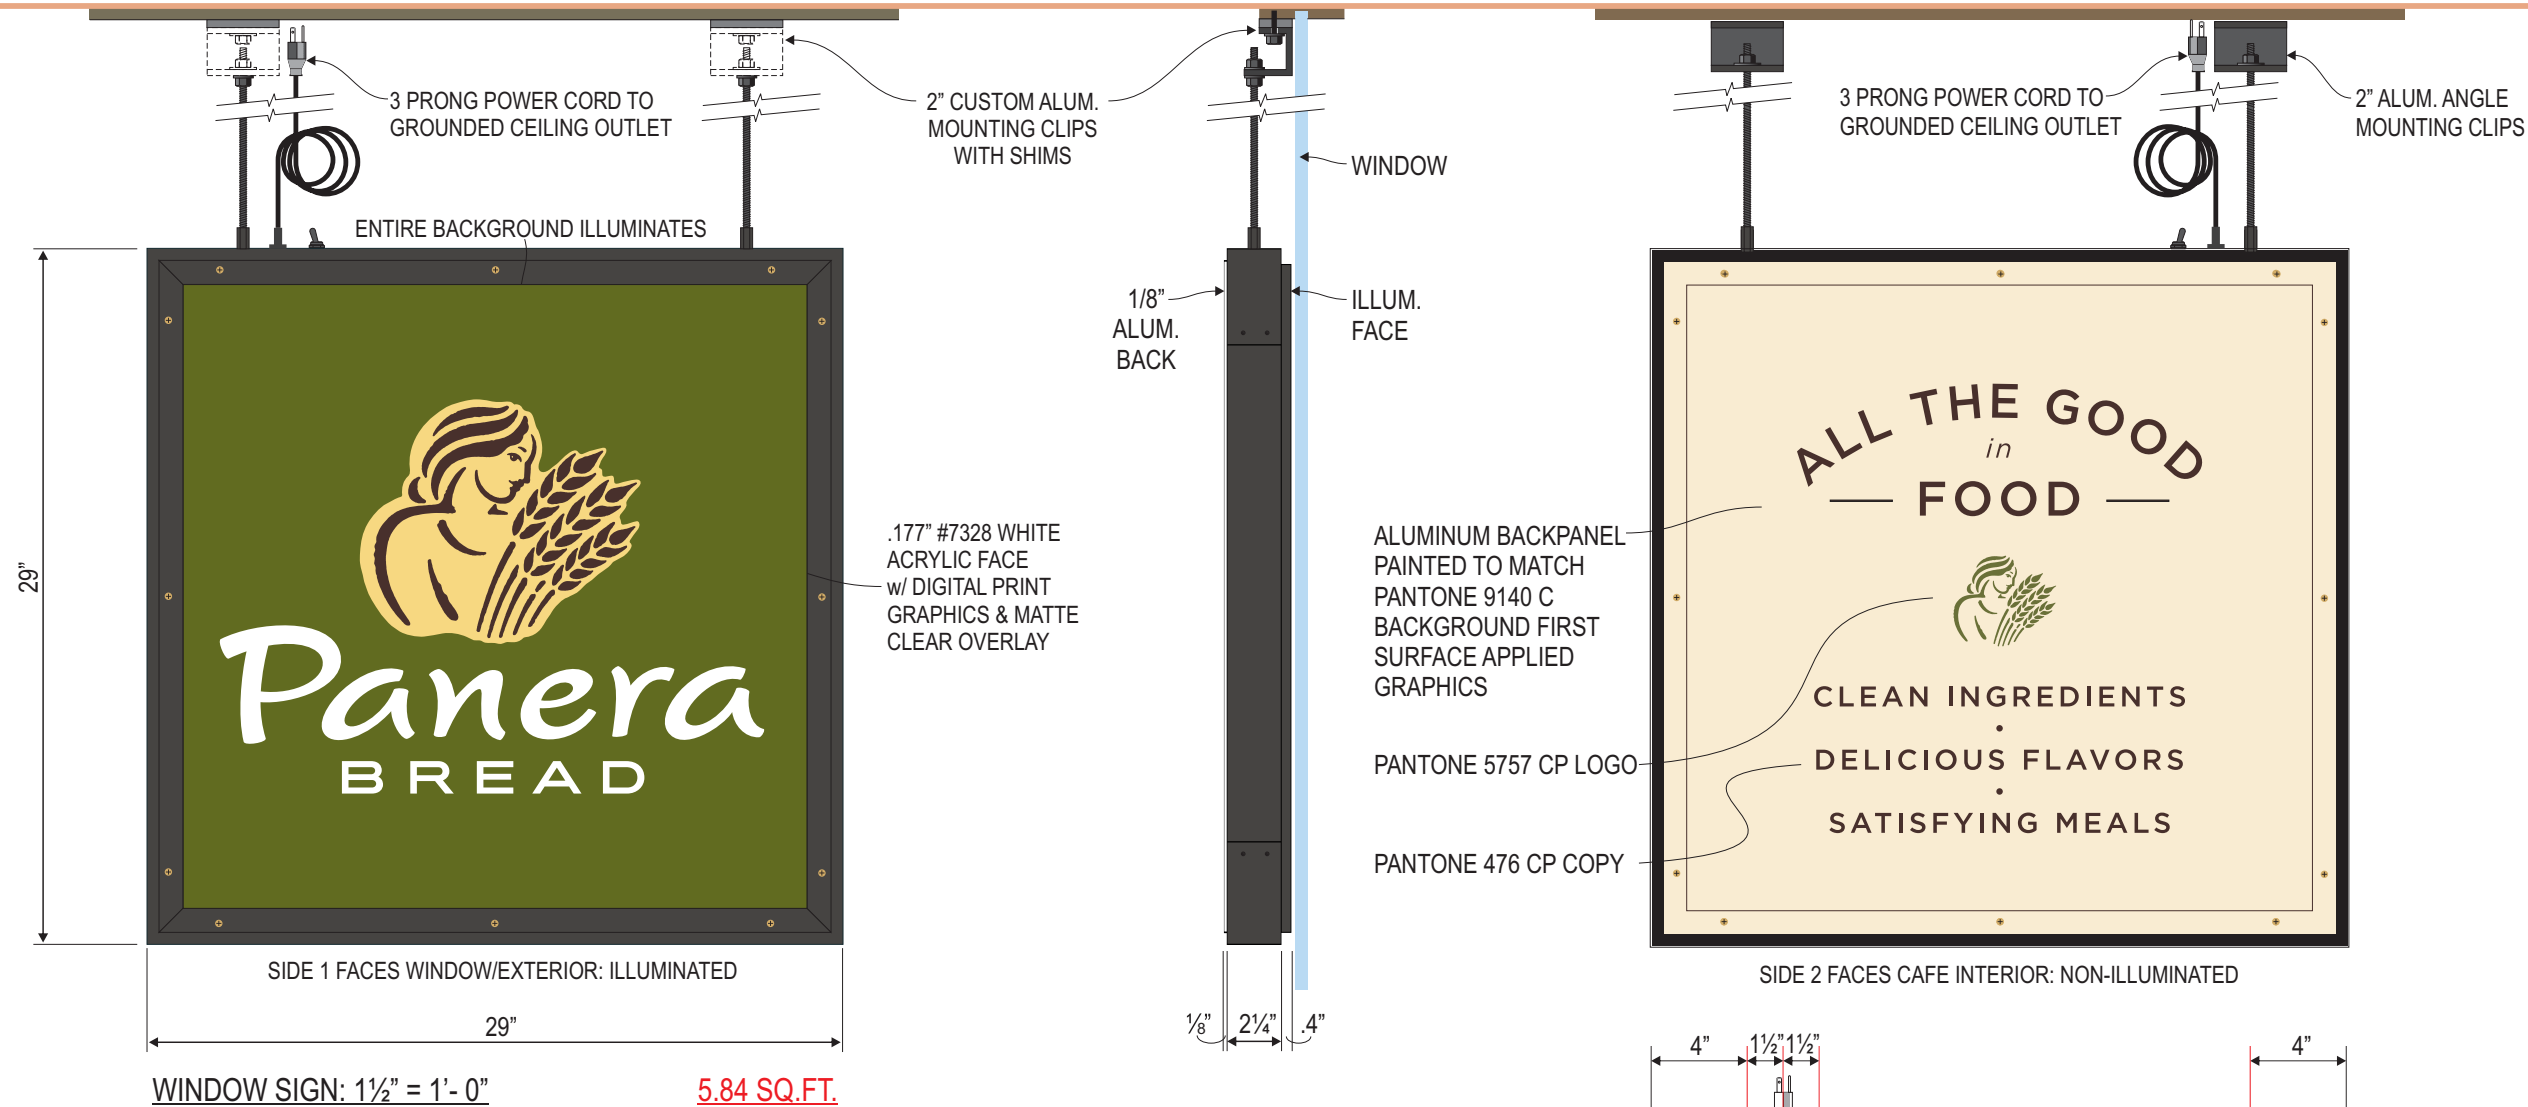 3 PRONG POWER CORD TO
GROUNDED CEILING OUTLET
2” CUSTOM ALUM.
MOUNTING CLIPS
WITH SHIMS
WINDOW
3 PRONG POWER CORD TO
GROUNDED CEILING OUTLET
2” ALUM. ANGLE
MOUNTING CLIPS
ENTIRE BACKGROUND ILLUMINATES
29”
Panera
BREAD
.177” #7328 WHITE
ACRYLIC FACE
w/ DIGITAL PRINT
GRAPHICS & MATTE
CLEAR OVERLAY
SIDE 1 FACES WINDOW/EXTERIOR: ILLUMINATED
29”
WINDOW SIGN: 1½” = 1’- 0”
5.84 SQ.FT.
1/8”
ALUM.
BACK
ILLUM.
FACE
⅛”
2¼”
.4”
ALUMINUM BACKPANEL
PAINTED TO MATCH
PANTONE 9140 C
BACKGROUND FIRST
SURFACE APPLIED
GRAPHICS
PANTONE 5757 CP LOGO
PANTONE 476 CP COPY
ALL THE GOOD
in
FOOD
CLEAN INGREDIENTS
•
DELICIOUS FLAVORS
•
SATISFYING MEALS
SIDE 2 FACES CAFE INTERIOR: NON-ILLUMINATED
4”
1½”
1½”
4”